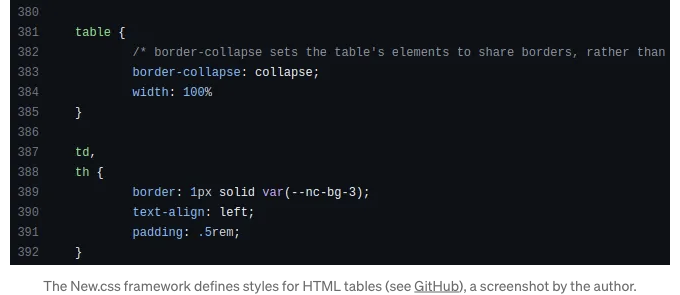 380
381 table {
382 /* border-collapse sets the table's elements to share borders, rather than
383 border-collapse: collapse;
384 width: 100%
385 }
386
387 td,
388 th {
389 border: 1px solid var(--nc-bg-3);
390 text-align: left;
391 padding: .5rem;
392 }
The New.css framework defines styles for HTML tables (see GitHub), a screenshot by the author.